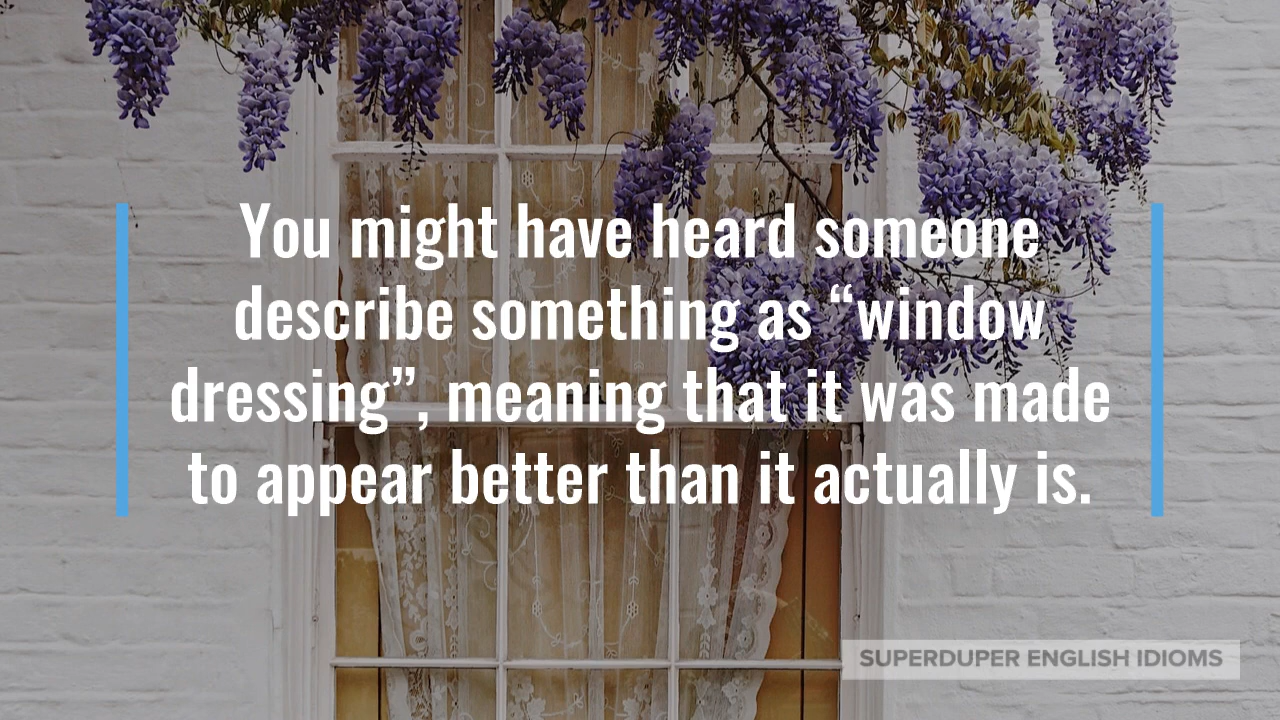 You might have heard someone
describe something as “window
dressing”, meaning that it was made
to appear better than it actually is.
SUPERDUPER ENGLISH IDIOMS